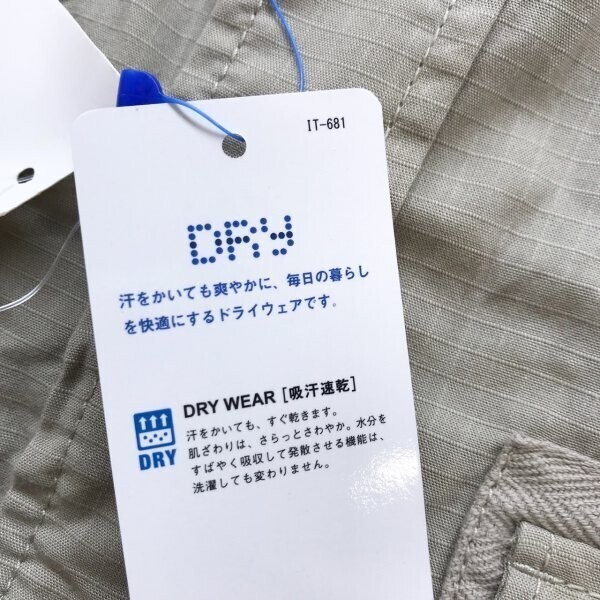 IT-681
DRY
汗をかいても爽やかに、毎日の暮らし
を快適にするドライウェアです。
DRY WEAR [吸汗速乾]
汗をかいても、すぐ乾きます。
肌ざわりは、さらっとさわやか。水分を
すばやく吸収して発散させる機能は、
洗濯しても変わりません。
DRY